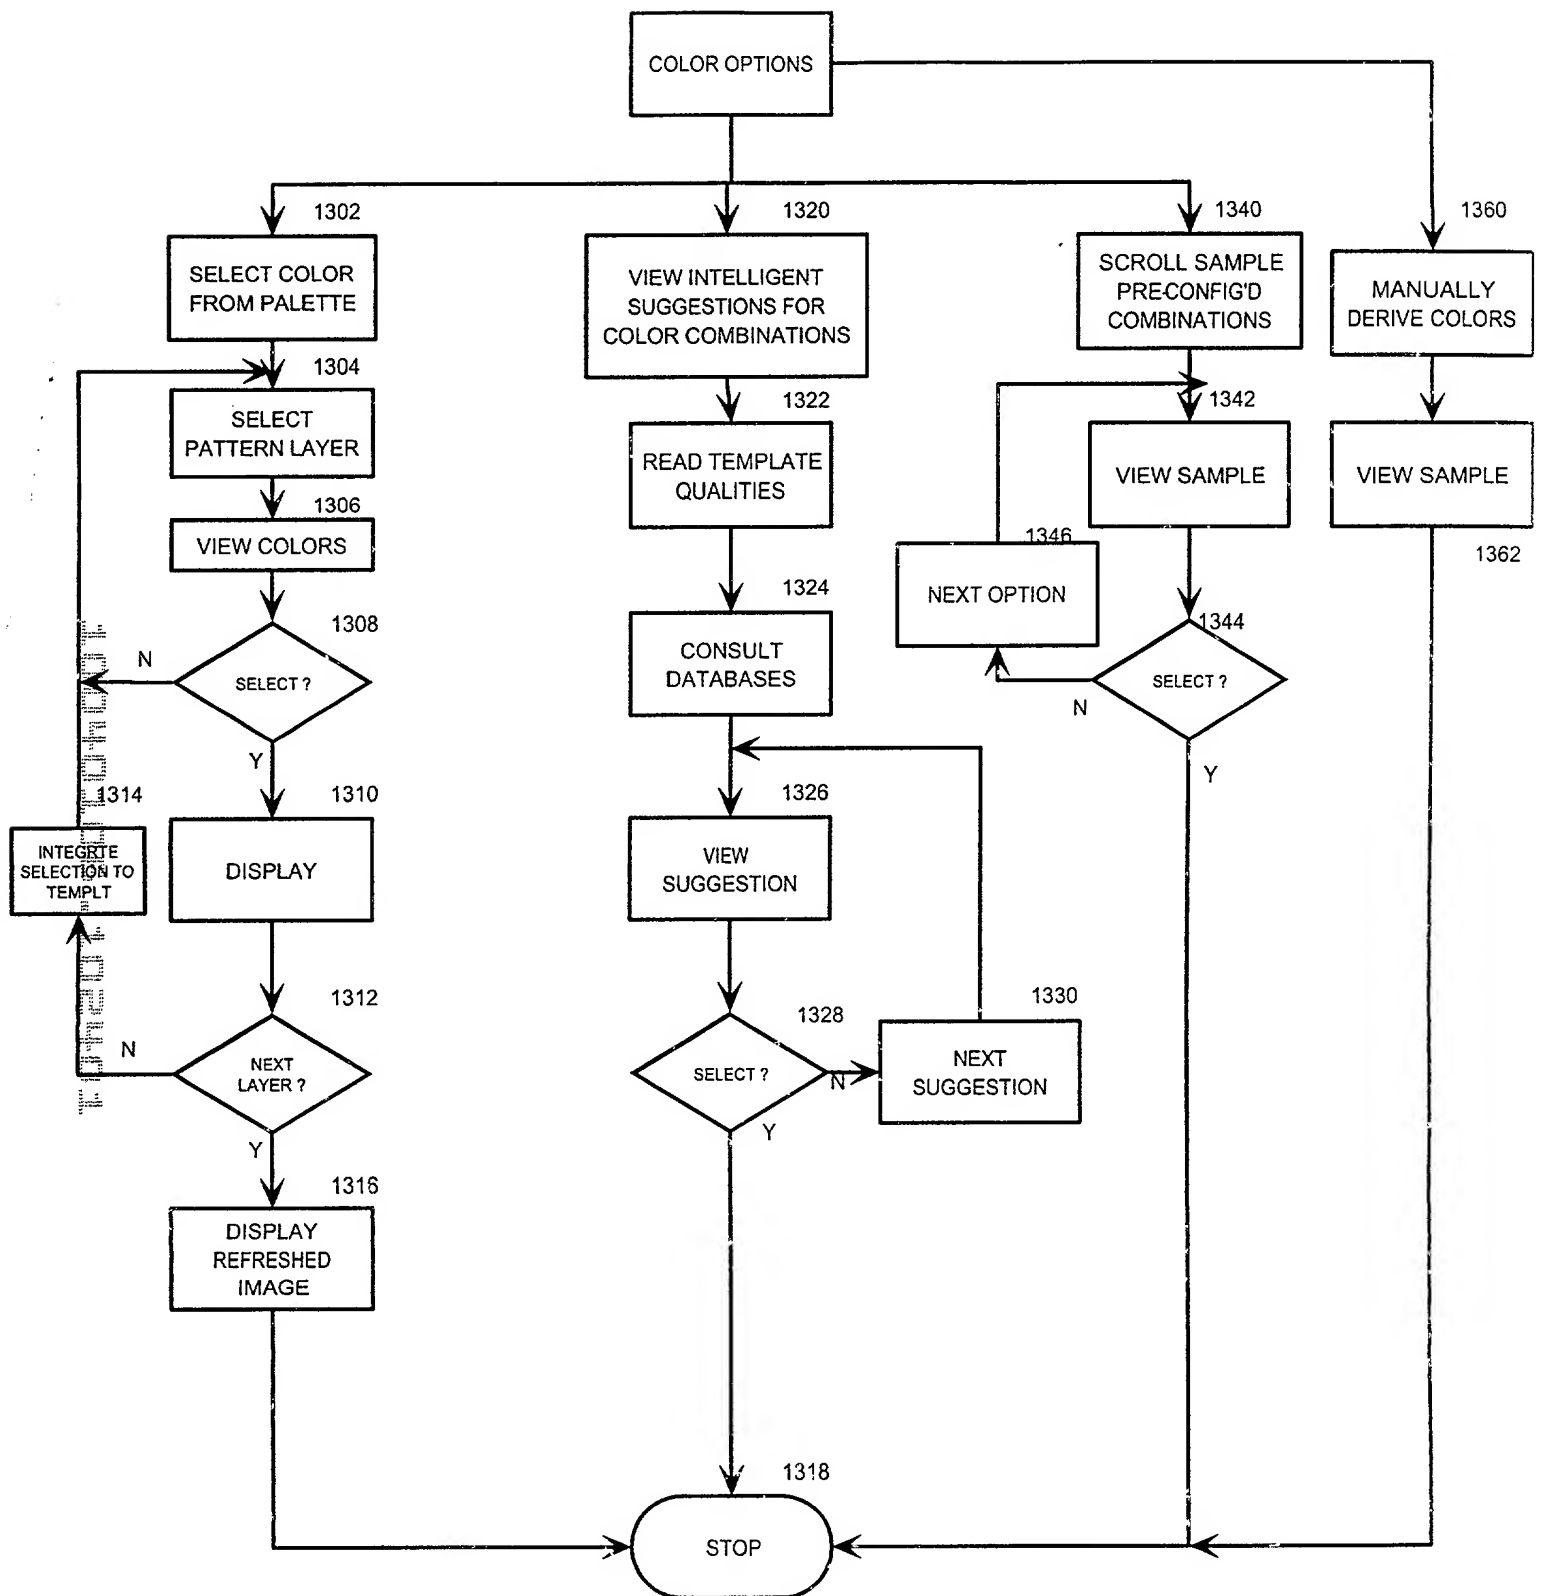 COLOR OPTIONS
1302
SELECT COLOR
FROM PALETTE
1304
SELECT
PATTERN LAYER
1306
VIEW COLORS
1308
SELECT ?
N
Y
1310
DISPLAY
1314
INTEGRTE
SELECTION TO
TEMPLT
1312
NEXT
LAYER ?
N
Y
1316
DISPLAY
REFRESHED
IMAGE
1320
VIEW INTELLIGENT
SUGGESTIONS FOR
COLOR COMBINATIONS
1322
READ TEMPLATE
QUALITIES
1324
CONSULT
DATABASES
1326
VIEW
SUGGESTION
1328
SELECT ?
N
Y
1330
NEXT
SUGGESTION
1340
SCROLL SAMPLE
PRE-CONFIG'D
COMBINATIONS
1342
VIEW SAMPLE
1346
NEXT OPTION
1344
SELECT ?
N
Y
1360
MANUALLY
DERIVE COLORS
VIEW SAMPLE
1362
1318
STOP